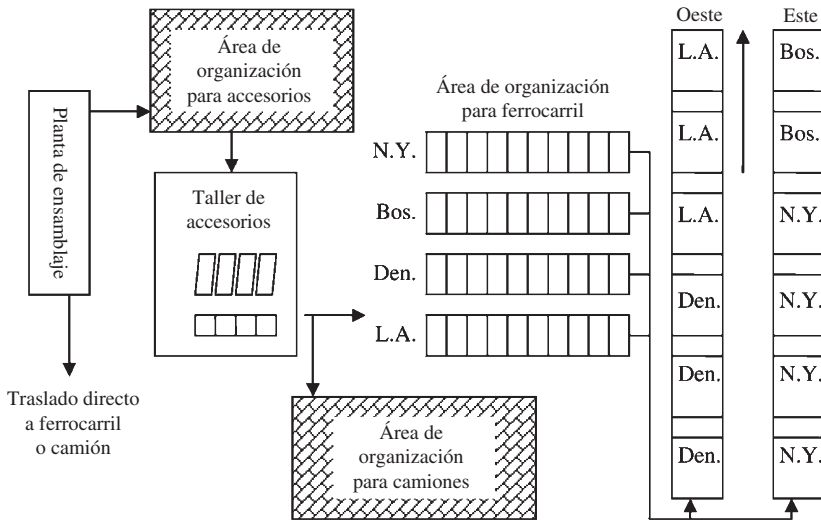 Oeste
Este
Área de
organización
para accesorios
Planta de ensamblaje
Taller de
accesorios
Traslado directo
a ferrocarril
o camión
Área de organización
para ferrocarril
N.Y.
Bos.
Den.
L.A.
Área de
organización
para camiones
L.A.
L.A.
L.A.
Den.
Den.
Den.
Bos.
Bos.
N.Y.
N.Y.
N.Y.
N.Y.